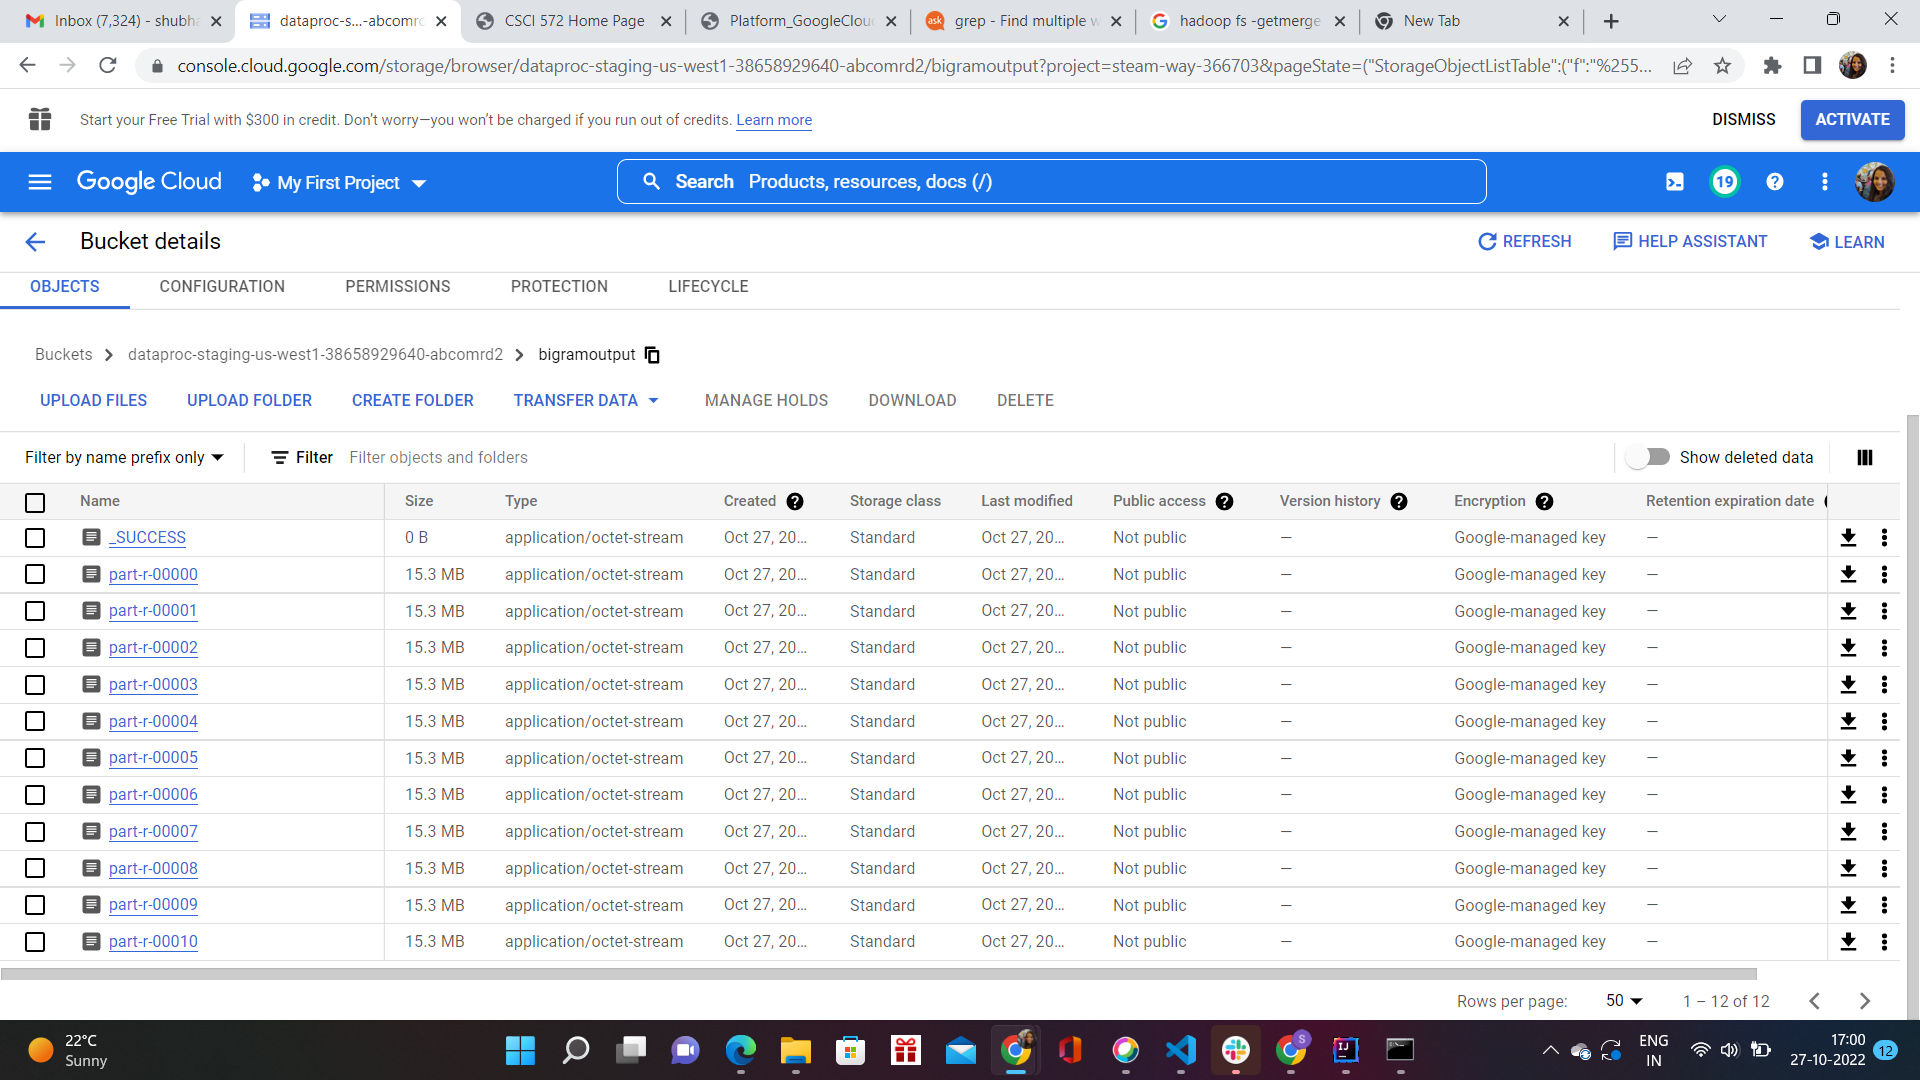 Inbox (7,324) - shubha
dataproc-s...-abcomrd
CSCI 572 Home Page
Platform_GoogleCloud
grep - Find multiple w
hadoop fs -getmerge
New Tab
console.cloud.google.com/storage/browser/dataproc-staging-us-west1-38658929640-abcomrd2/bigramoutput?project=steam-way-366703&pageState=("StorageObjectListTable":("f":"%255...
Start your Free Trial with $300 in credit. Don't worry—you won't be charged if you run out of credits. Learn more
DISMISS
ACTIVATE
Google Cloud
My First Project
Search Products, resources, docs (/)
19
Bucket details
REFRESH
HELP ASSISTANT
LEARN
OBJECTS
CONFIGURATION
PERMISSIONS
PROTECTION
LIFECYCLE
Buckets > dataproc-staging-us-west1-38658929640-abcomrd2 > bigramoutput
UPLOAD FILES
UPLOAD FOLDER
CREATE FOLDER
TRANSFER DATA
MANAGE HOLDS
DOWNLOAD
DELETE
Filter by name prefix only
Filter Filter objects and folders
Show deleted data
Name Size Type Created Storage class Last modified Public access Version history Encryption Retention expiration date
_SUCCESS 0 B application/octet-stream Oct 27, 20... Standard Oct 27, 20... Not public — Google-managed key —
part-r-00000 15.3 MB application/octet-stream Oct 27, 20... Standard Oct 27, 20... Not public — Google-managed key —
part-r-00001 15.3 MB application/octet-stream Oct 27, 20... Standard Oct 27, 20... Not public — Google-managed key —
part-r-00002 15.3 MB application/octet-stream Oct 27, 20... Standard Oct 27, 20... Not public — Google-managed key —
part-r-00003 15.3 MB application/octet-stream Oct 27, 20... Standard Oct 27, 20... Not public — Google-managed key —
part-r-00004 15.3 MB application/octet-stream Oct 27, 20... Standard Oct 27, 20... Not public — Google-managed key —
part-r-00005 15.3 MB application/octet-stream Oct 27, 20... Standard Oct 27, 20... Not public — Google-managed key —
part-r-00006 15.3 MB application/octet-stream Oct 27, 20... Standard Oct 27, 20... Not public — Google-managed key —
part-r-00007 15.3 MB application/octet-stream Oct 27, 20... Standard Oct 27, 20... Not public — Google-managed key —
part-r-00008 15.3 MB application/octet-stream Oct 27, 20... Standard Oct 27, 20... Not public — Google-managed key —
part-r-00009 15.3 MB application/octet-stream Oct 27, 20... Standard Oct 27, 20... Not public — Google-managed key —
part-r-00010 15.3 MB application/octet-stream Oct 27, 20... Standard Oct 27, 20... Not public — Google-managed key —
Rows per page: 50 1 – 12 of 12
22°C
Sunny
ENG
IN
17:00
27-10-2022
12